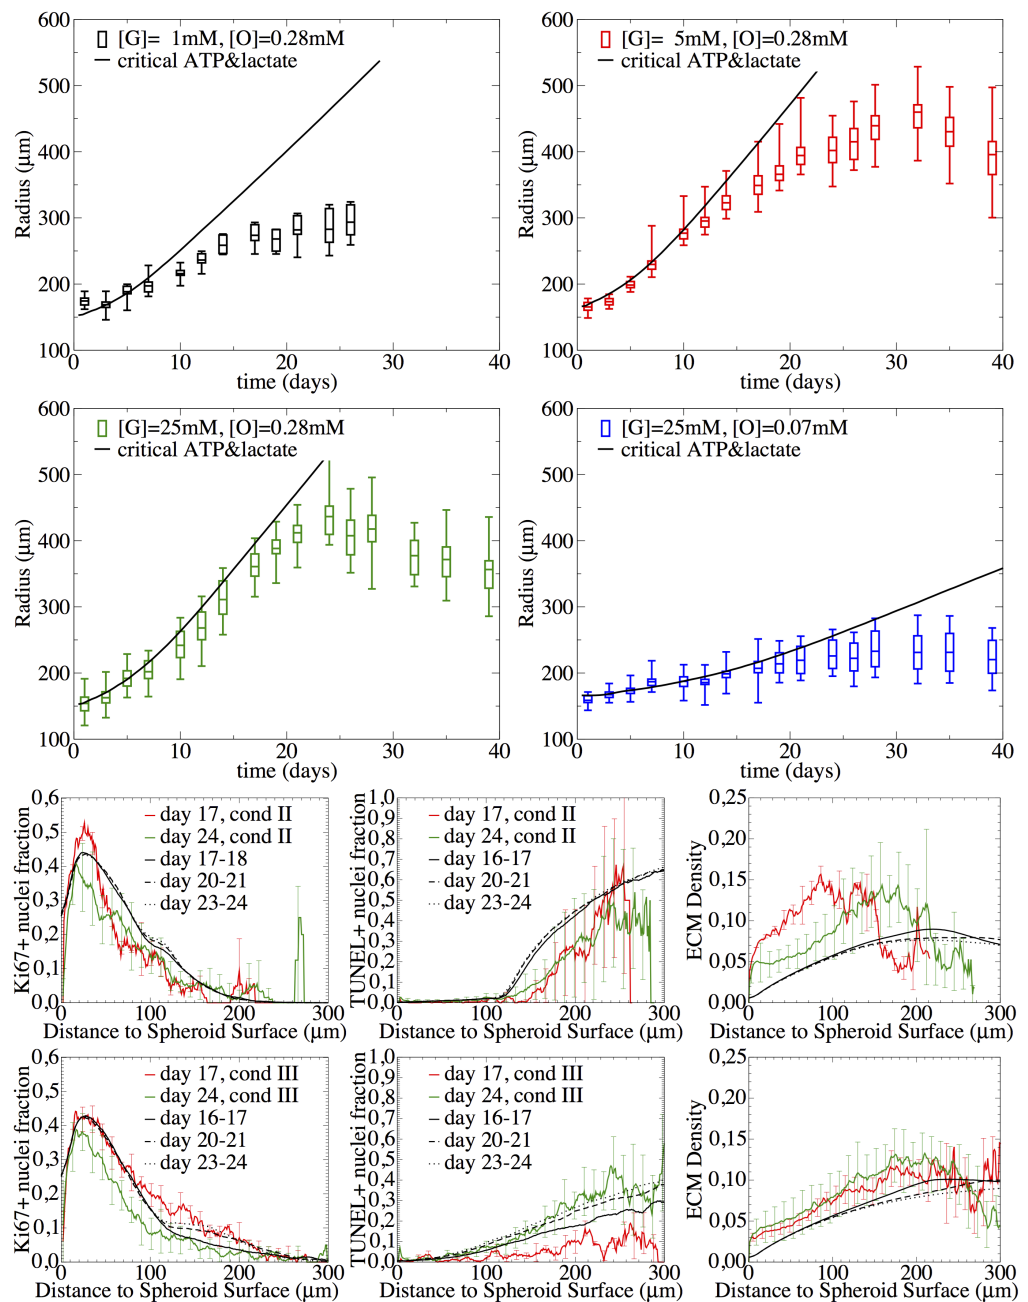 600
500
400
300
200
100
Radius (μm)
[G]= 1mM, [O]=0.28mM
critical ATP&lactate
0 10 20 30 40
time (days)
600
500
400
300
200
100
Radius (μm)
[G]= 5mM, [O]=0.28mM
critical ATP&lactate
0 10 20 30 40
time (days)
600
500
400
300
200
100
Radius (μm)
[G]=25mM, [O]=0.28mM
critical ATP&lactate
0 10 20 30 40
time (days)
600
500
400
300
200
100
Radius (μm)
[G]=25mM, [O]=0.07mM
critical ATP&lactate
0 10 20 30 40
time (days)
0,6
0,5
0,4
0,3
0,2
0,1
0,0
Ki67+ nuclei fraction
day 17, cond II
day 24, cond II
day 17-18
day 20-21
day 23-24
0 100 200 300
Distance to Spheroid Surface (μm)
1,0
0,9
0,8
0,7
0,6
0,5
0,4
0,3
0,2
0,1
0,0
TUNEL+ nuclei fraction
day 17, cond II
day 24, cond II
day 16-17
day 20-21
day 23-24
0 100 200 300
Distance to Spheroid Surface (μm)
0,25
0,20
0,15
0,10
0,05
0,00
ECM Density
0 100 200 300
Distance to Spheroid Surface (μm)
0,6
0,5
0,4
0,3
0,2
0,1
0,0
Ki67+ nuclei fraction
day 17, cond III
day 24, cond III
day 16-17
day 20-21
day 23-24
0 100 200 300
Distance to Spheroid Surface (μm)
1,0
0,9
0,8
0,7
0,6
0,5
0,4
0,3
0,2
0,1
0,0
TUNEL+ nuclei fraction
day 17, cond III
day 24, cond III
day 16-17
day 20-21
day 23-24
0 100 200 300
Distance to Spheroid Surface (μm)
0,25
0,20
0,15
0,10
0,05
0,00
ECM Density
0 100 200 300
Distance to Spheroid Surface (μm)